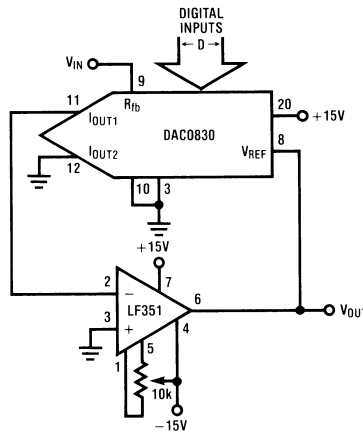 DIGITAL
INPUTS
D
VIN
9
Rfb
11
IOUT1
DAC0830
20
+15V
8
VREF
IOUT2
12
10
3
+15V
7
2
−
LF351
6
VOUT
3
+
4
5
1
10k
−15V